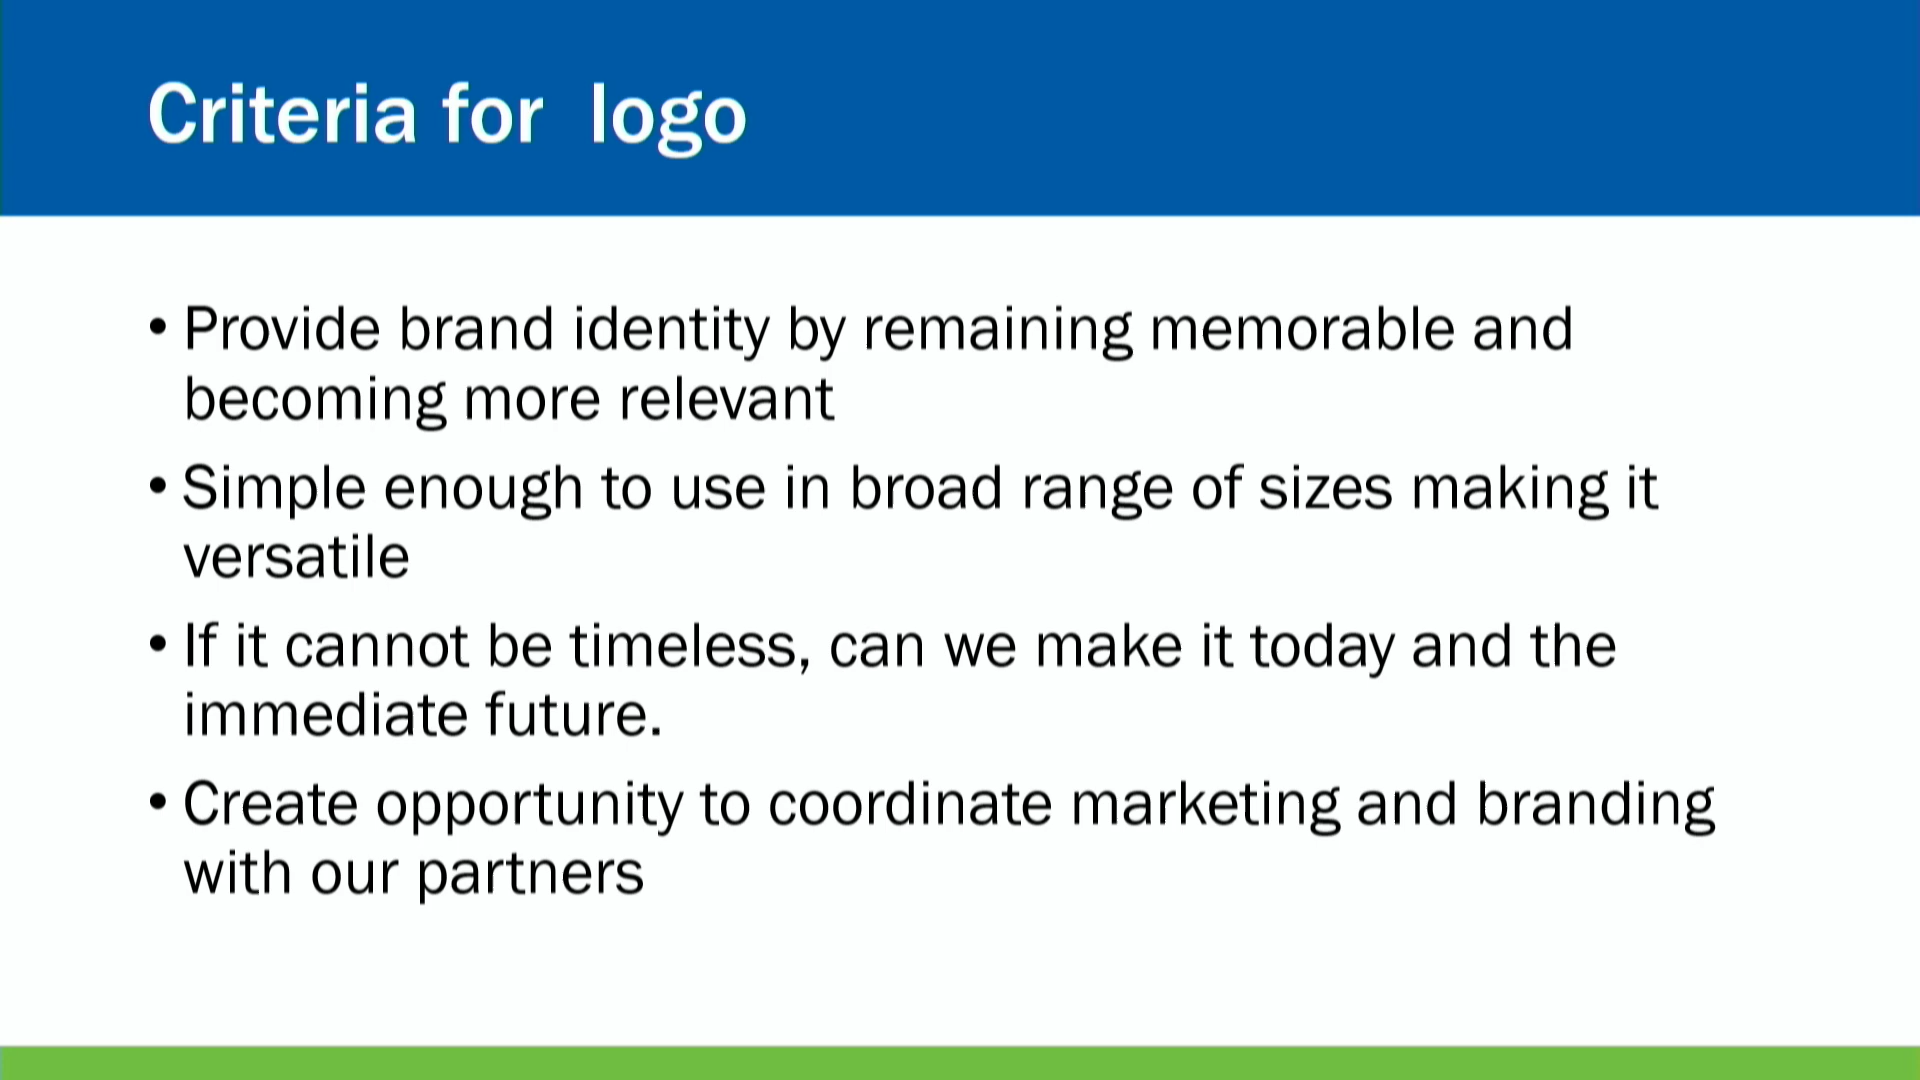 Criteria for  logo
• Provide brand identity by remaining memorable and
becoming more relevant
• Simple enough to use in broad range of sizes making it
versatile
• If it cannot be timeless, can we make it today and the
immediate future.
• Create opportunity to coordinate marketing and branding
with our partners